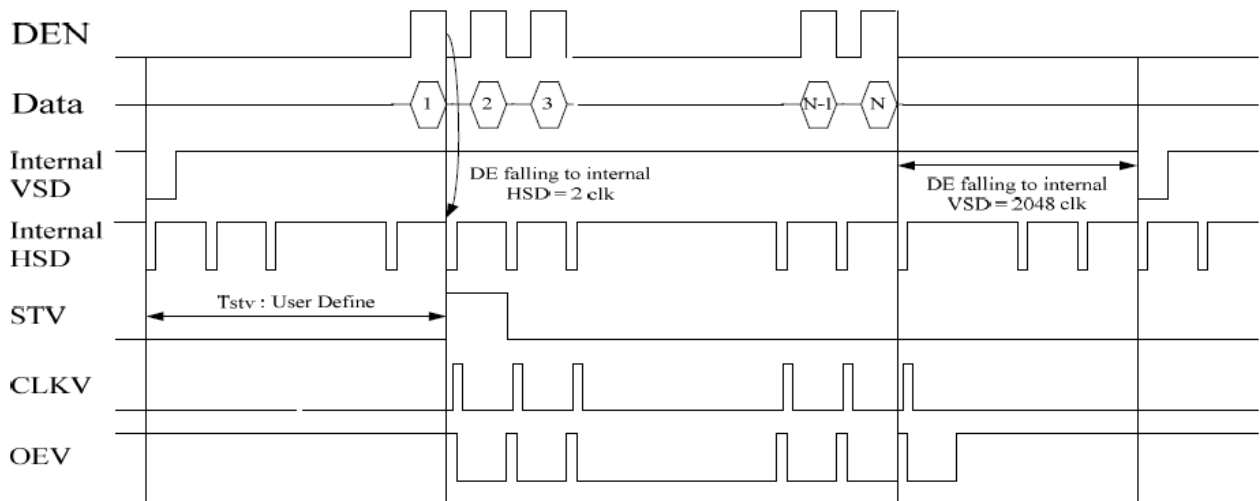 DEN
Data
1
2
3
N-1
N
Internal
VSD
DE falling to internal
HSD = 2 clk
DE falling to internal
VSD = 2048 clk
Internal
HSD
Tstv : User Define
STV
CLKV
OEV